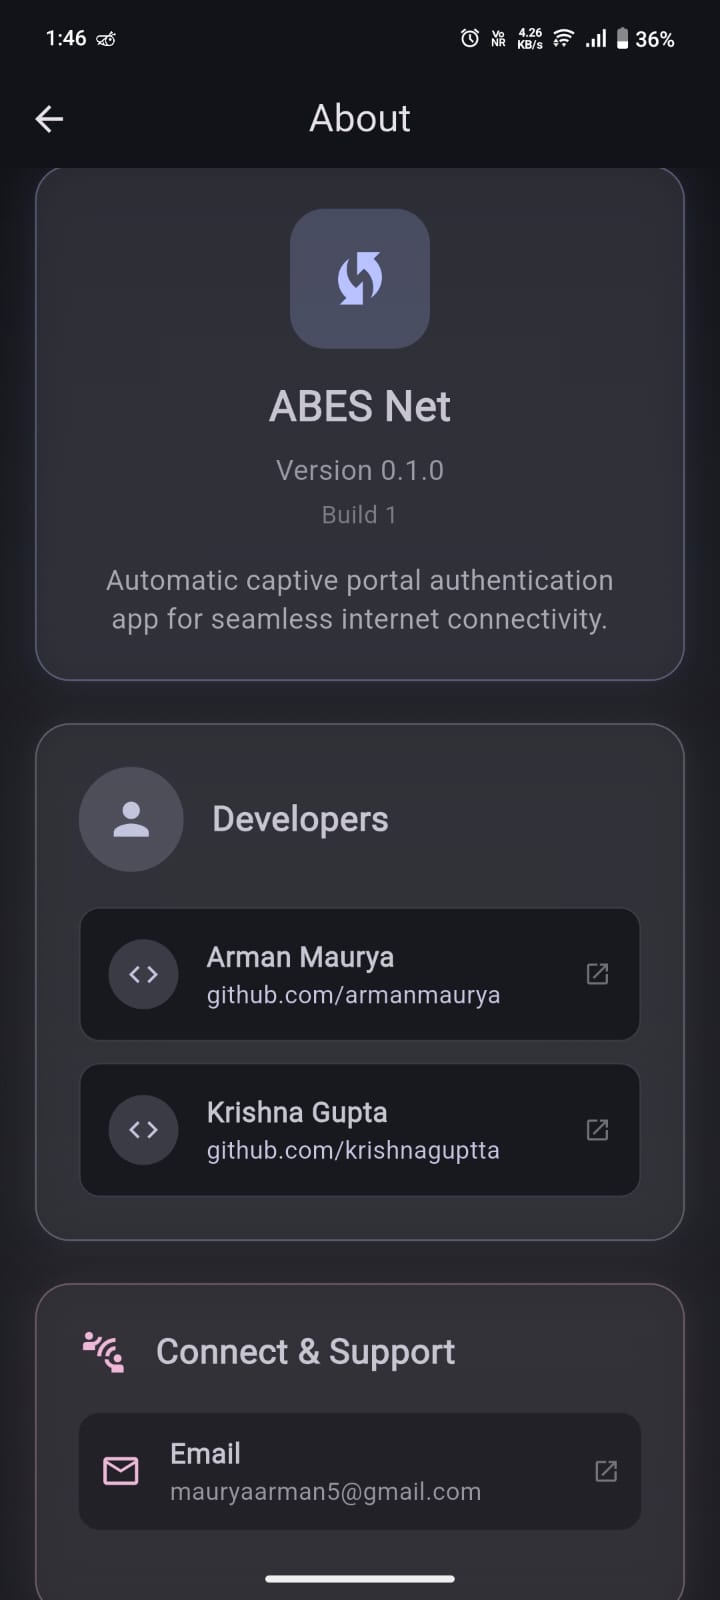 1:46
Vo
NR
4.26
KB/s
36%
About
ABES Net
Version 0.1.0
Build 1
Automatic captive portal authentication
app for seamless internet connectivity.
Developers
Arman Maurya
github.com/armanmaurya
Krishna Gupta
github.com/krishnaguptta
Connect & Support
Email
mauryaarman5@gmail.com